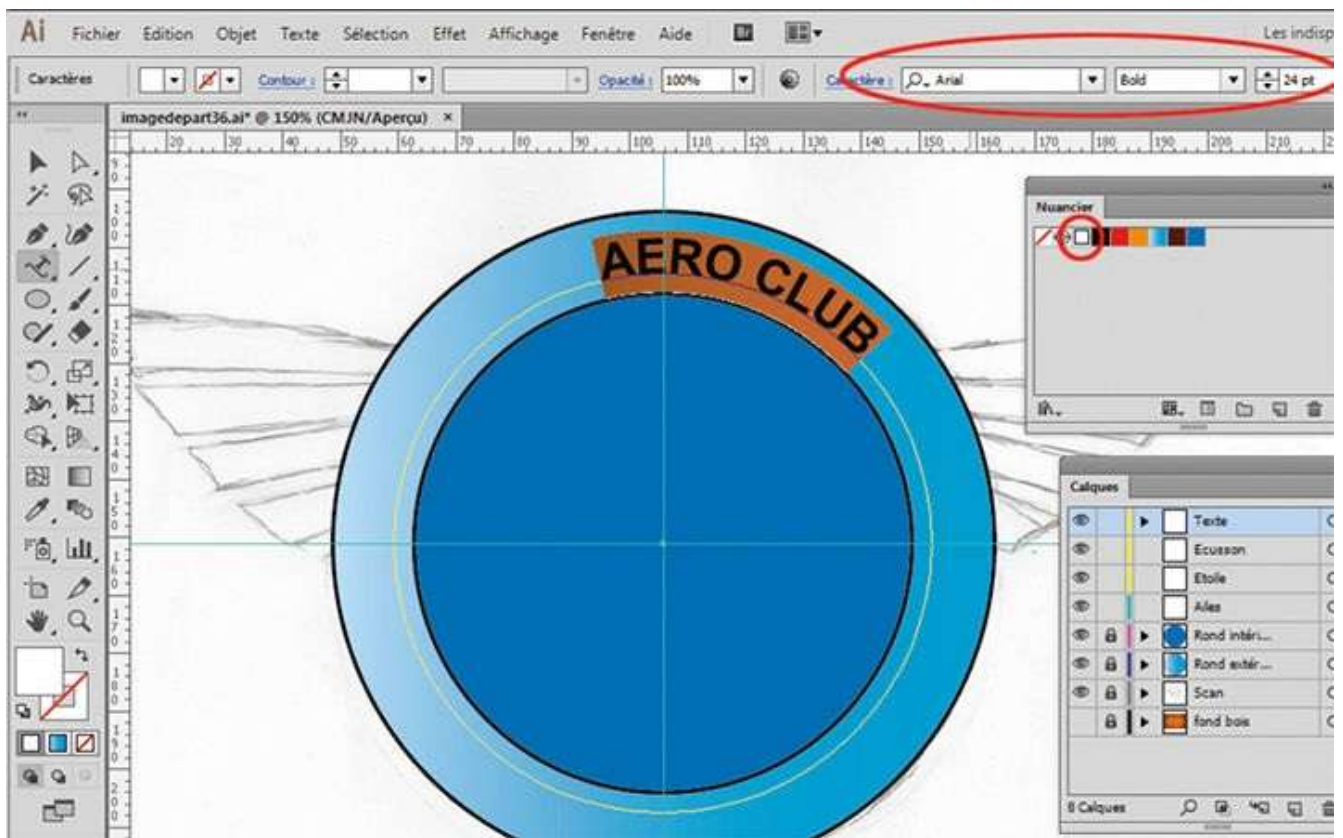 Ai Fichier Edition Objet Texte Sélection Effet Affichage Fenêtre Aide Br Les indisp
Caractères Contour : Opacité : 100% Caractère : Arial Bold 24 pt
imagedepart36.ai* @ 150% (CMJN/Aperçu) ×
20 30 40 50 60 70 80 90 100 110 120 130 140 150 160 170 180 190 200 210
Nuancier
AERO CLUB
Calques
Texte
Ecusson
Etoile
Ailes
Rond intéri...
Rond extér...
Scan
fond bois
8 Calques